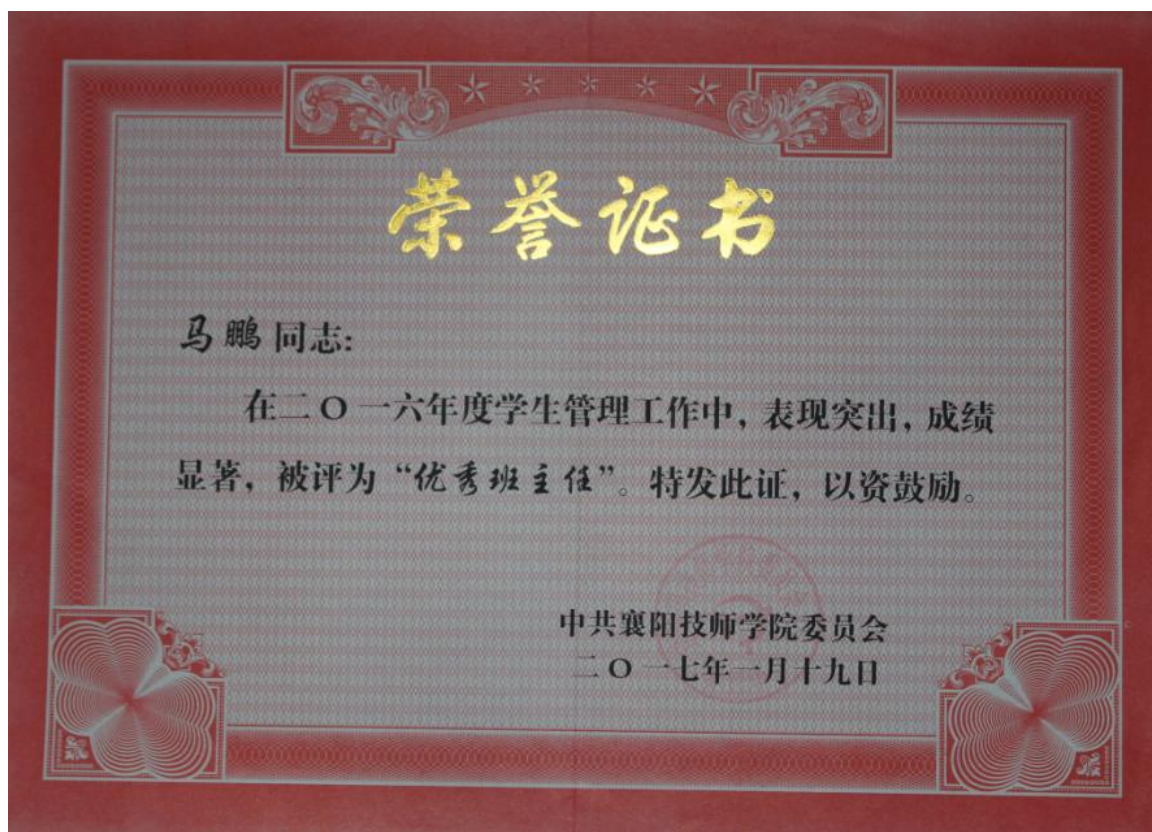 荣誉证书
马鹏同志:
在二〇一六年度学生管理工作中，表现突出，成绩
显著，被评为“优秀班主任”。特发此证，以资鼓励。
中共襄阳技师学院委员会
二〇一七年一月十九日